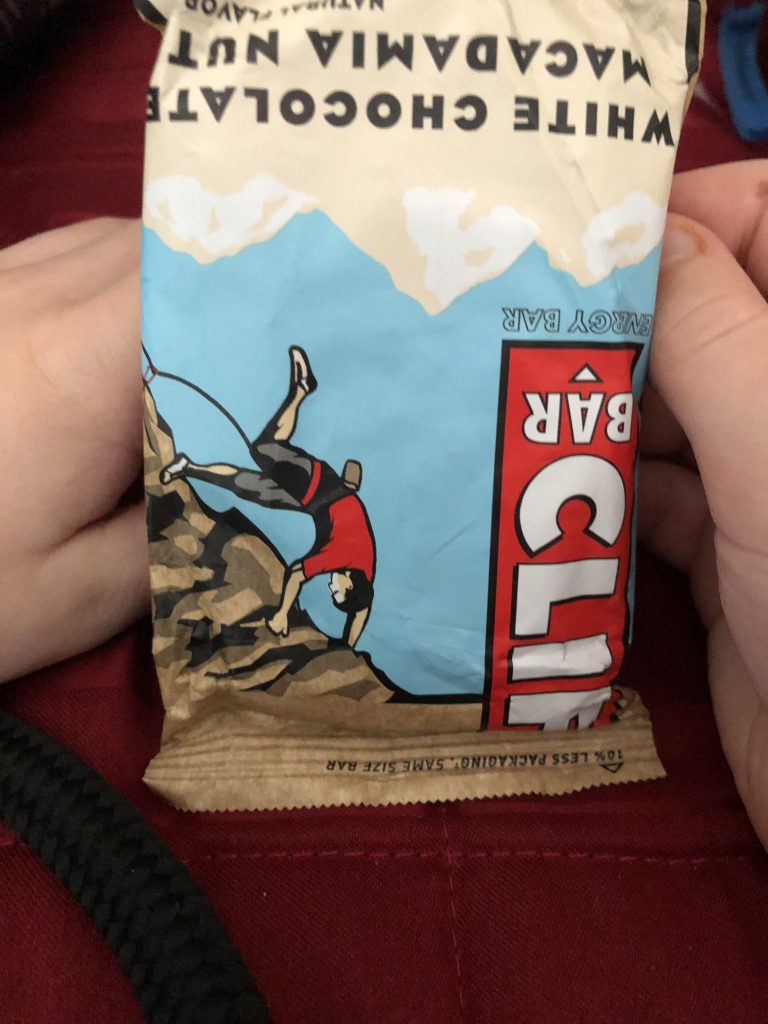 10% LESS PACKAGING*, SAME SIZE BAR
CLIF
BAR
ENERGY BAR
WHITE CHOCOLATE
MACADAMIA NUT
NATURAL FLAVOR